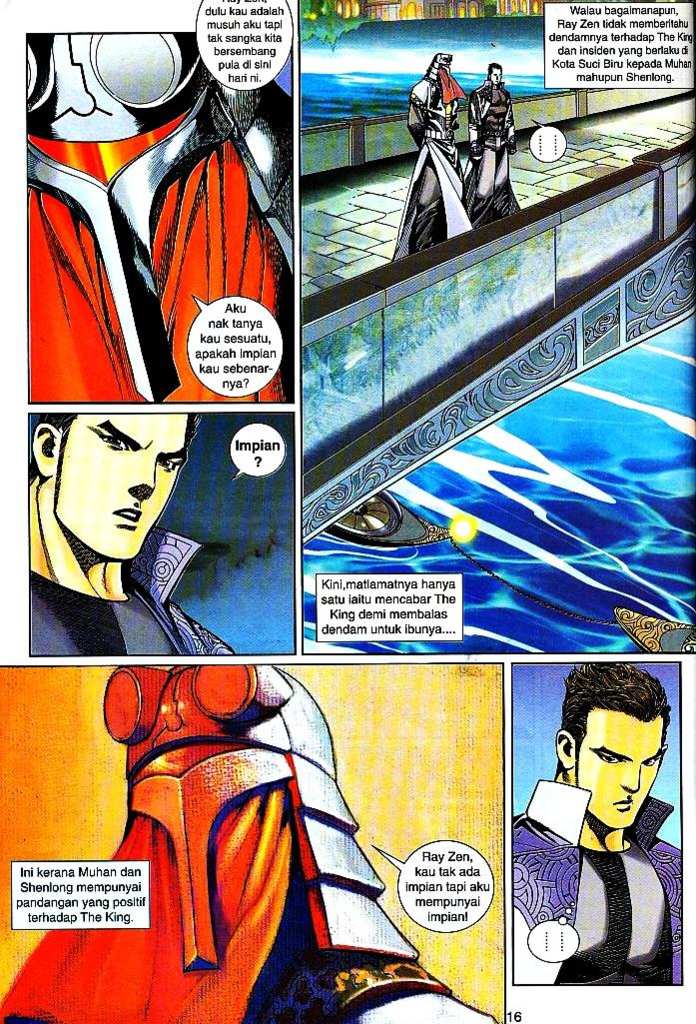 Ray Zen,
dulu kau adalah
musuh aku tapi
tak sangka kita
bersembang
pula di sini
hari ni.
Walau bagaimanapun,
Ray Zen tidak memberitahu
dendamnya terhadap The King
dan insiden yang berlaku di
Kota Suci Biru kepada Muhan
mahupun Shenlong.
Aku
nak tanya
kau sesuatu,
apakah impian
kau sebenar-
nya?
Impian
?
Kini,matlamatnya hanya
satu iaitu mencabar The
King demi membalas
dendam untuk ibunya....
Ini kerana Muhan dan
Shenlong mempunyai
pandangan yang positif
terhadap The King.
Ray Zen,
kau tak ada
impian tapi aku
mempunyai
impian!
16